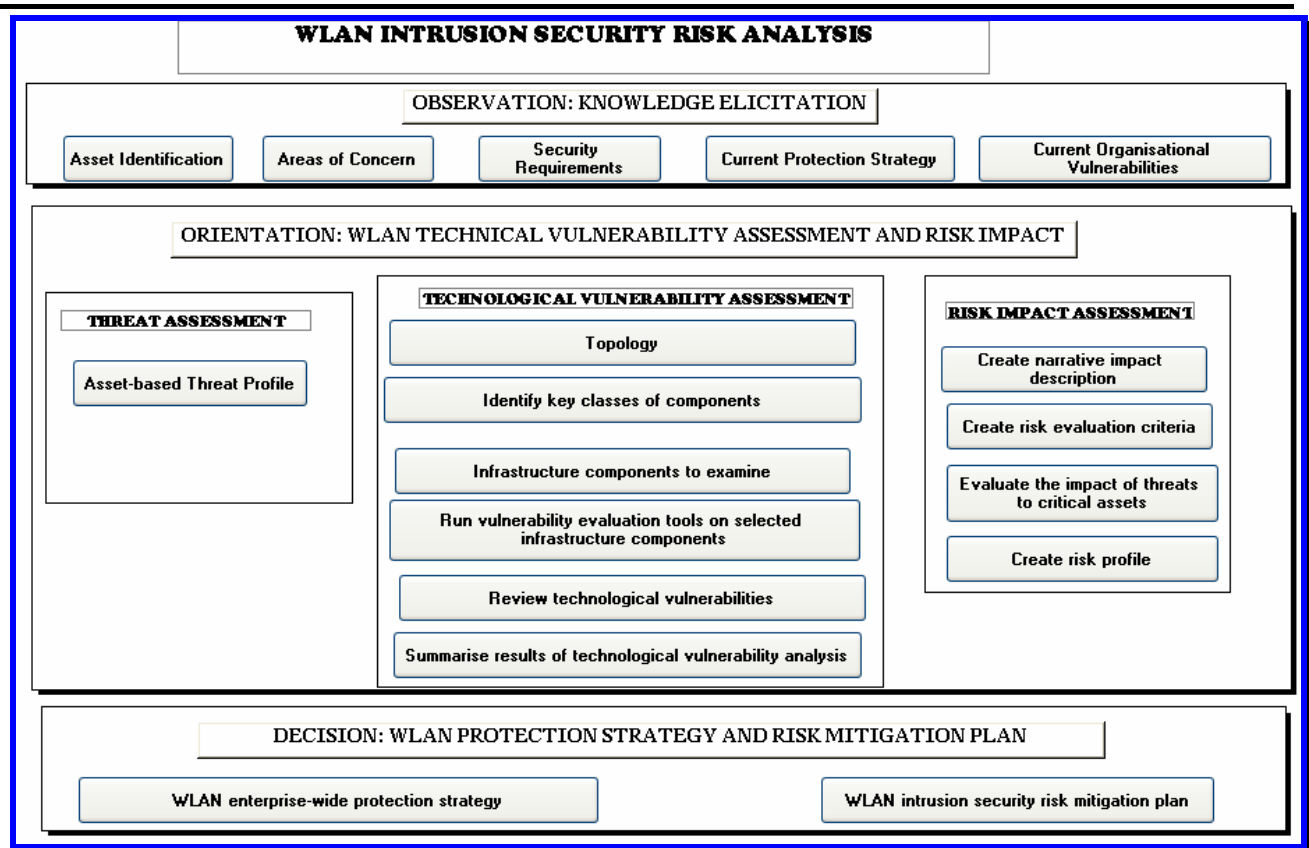 WLAN INTRUSION SECURITY RISK ANALYSIS
OBSERVATION: KNOWLEDGE ELICITATION
Asset Identification
Areas of Concern
Security
Requirements
Current Protection Strategy
Current Organisational
Vulnerabilities
ORIENTATION: WLAN TECHNICAL VULNERABILITY ASSESSMENT AND RISK IMPACT
THREAT ASSESSMENT
Asset-based Threat Profile
TECHNOLOGICAL VULNERABILITY ASSESSMENT
Topology
Identify key classes of components
Infrastructure components to examine
Run vulnerability evaluation tools on selected
infrastructure components
Review technological vulnerabilities
Summarise results of technological vulnerability analysis
RISK IMPACT ASSESSMENT
Create narrative impact
description
Create risk evaluation criteria
Evaluate the impact of threats
to critical assets
Create risk profile
DECISION: WLAN PROTECTION STRATEGY AND RISK MITIGATION PLAN
WLAN enterprise-wide protection strategy
WLAN intrusion security risk mitigation plan